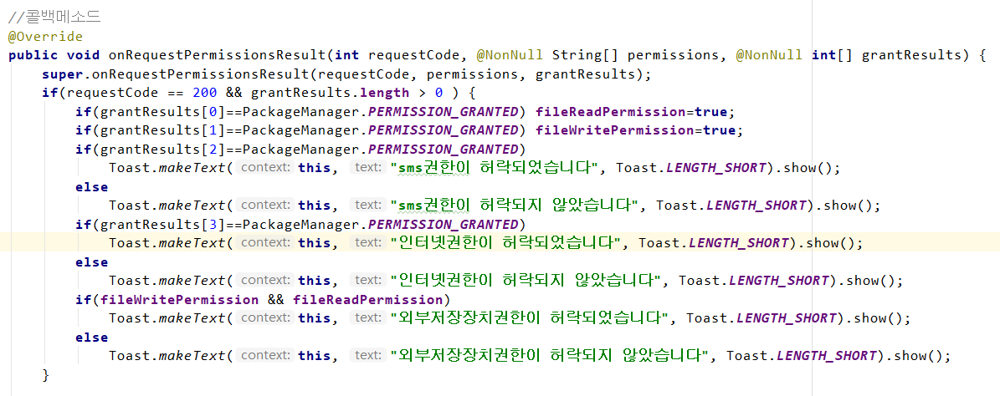 //콜백메소드
@Override
public void onRequestPermissionsResult(int requestCode, @NonNull String[] permissions, @NonNull int[] grantResults) {
    super.onRequestPermissionsResult(requestCode, permissions, grantResults);
    if(requestCode == 200 && grantResults.length > 0 ) {
        if(grantResults[0]==PackageManager.PERMISSION_GRANTED) fileReadPermission=true;
        if(grantResults[1]==PackageManager.PERMISSION_GRANTED) fileWritePermission=true;
        if(grantResults[2]==PackageManager.PERMISSION_GRANTED)
            Toast.makeText( context: this, text: "sms권한이 허락되었습니다", Toast.LENGTH_SHORT).show();
        else
            Toast.makeText( context: this, text: "sms권한이 허락되지 않았습니다", Toast.LENGTH_SHORT).show();
        if(grantResults[3]==PackageManager.PERMISSION_GRANTED)
            Toast.makeText( context: this, text: "인터넷권한이 허락되었습니다", Toast.LENGTH_SHORT).show();
        else
            Toast.makeText( context: this, text: "인터넷권한이 허락되지 않았습니다", Toast.LENGTH_SHORT).show();
        if(fileWritePermission && fileReadPermission)
            Toast.makeText( context: this, text: "외부저장장치권한이 허락되었습니다", Toast.LENGTH_SHORT).show();
        else
            Toast.makeText( context: this, text: "외부저장장치권한이 허락되지 않았습니다", Toast.LENGTH_SHORT).show();
    }